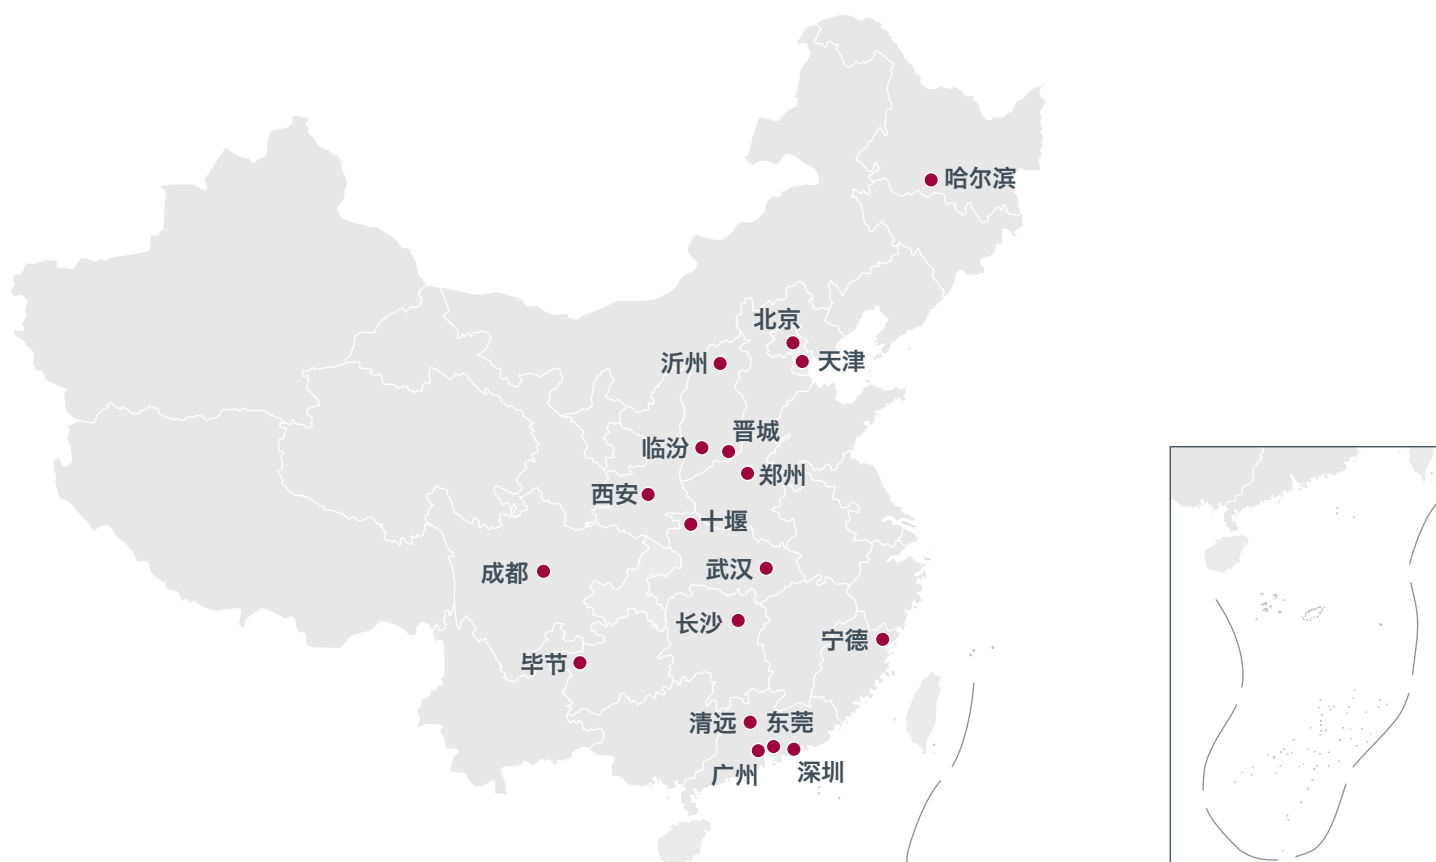 哈尔滨
北京
沂州
天津
晋城
临汾
郑州
西安
十堰
成都
武汉
长沙
宁德
毕节
清远
东莞
广州
深圳